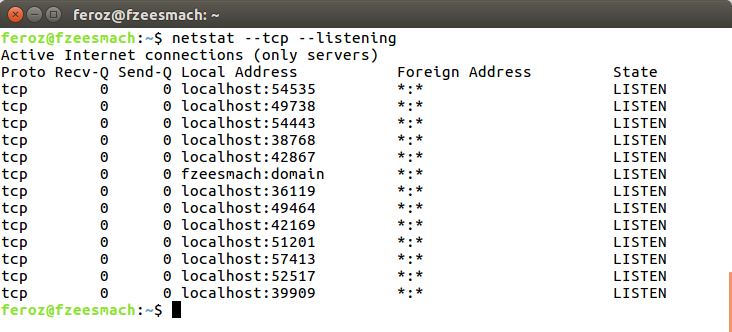 feroz@fzeesmach: ~
feroz@fzeesmach:~$ netstat --tcp --listening
Active Internet connections (only servers)
Proto Recv-Q Send-Q Local Address           Foreign Address         State
tcp        0      0 localhost:54535         *:*                     LISTEN
tcp        0      0 localhost:49738         *:*                     LISTEN
tcp        0      0 localhost:54443         *:*                     LISTEN
tcp        0      0 localhost:38768         *:*                     LISTEN
tcp        0      0 localhost:42867         *:*                     LISTEN
tcp        0      0 fzeesmach:domain        *:*                     LISTEN
tcp        0      0 localhost:36119         *:*                     LISTEN
tcp        0      0 localhost:49464         *:*                     LISTEN
tcp        0      0 localhost:42169         *:*                     LISTEN
tcp        0      0 localhost:51201         *:*                     LISTEN
tcp        0      0 localhost:57413         *:*                     LISTEN
tcp        0      0 localhost:52517         *:*                     LISTEN
tcp        0      0 localhost:39909         *:*                     LISTEN
feroz@fzeesmach:~$